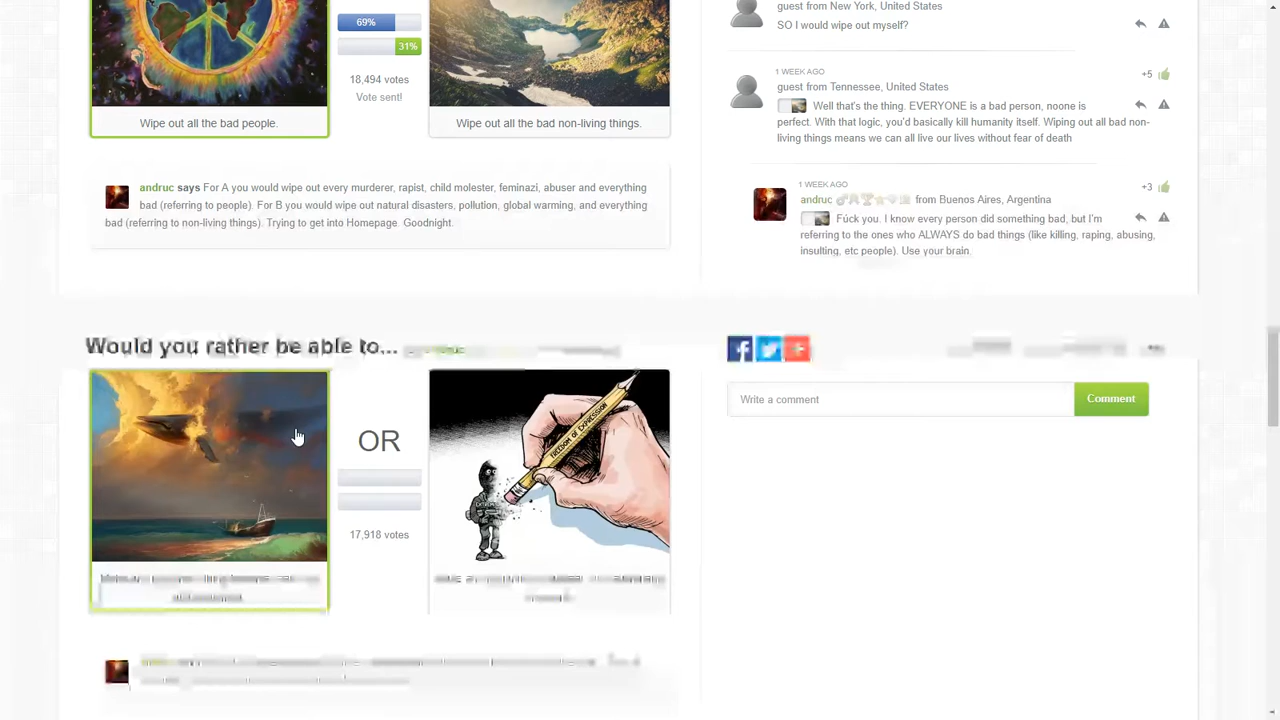 69%
31%
18,494 votes
Vote sent!
Wipe out all the bad people.
Wipe out all the bad non-living things.
andruc says For A you would wipe out every murderer, rapist, child molester, feminazi, abuser and everything
bad (referring to people). For B you would wipe out natural disasters, pollution, global warming, and everything
bad (referring to non-living things). Trying to get into Homepage. Goodnight.
guest from New York, United States
SO I would wipe out myself?
1 WEEK AGO
+5
guest from Tennessee, United States
Well that's the thing. EVERYONE is a bad person, noone is
perfect. With that logic, you'd basically kill humanity itself. Wiping out all bad non-
living things means we can all live our lives without fear of death
1 WEEK AGO
+3
andruc from Buenos Aires, Argentina
Fúck you. I know every person did something bad, but I'm
referring to the ones who ALWAYS do bad things (like killing, raping, abusing,
insulting, etc people). Use your brain.
Would you rather be able to...
OR
17,918 votes
FREEDOM OF EXPRESSION
Write a comment
Comment